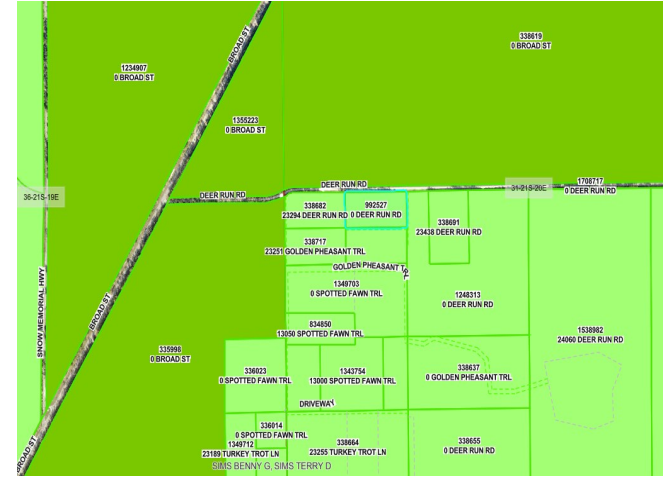 338619
0 BROAD ST
1234907
0 BROAD ST
BROAD ST
1355223
0 BROAD ST
36-21S-19E
DEER RUN RD
DEER RUN RD
31-21S-20E
1708717
0 DEER RUN RD
338682
23294 DEER RUN RD
992527
0 DEER RUN RD
338691
23438 DEER RUN RD
338717
23251 GOLDEN PHEASANT TRL
GOLDEN PHEASANT TRL
1349703
0 SPOTTED FAWN TRL
1248313
0 DEER RUN RD
SNOW MEMORIAL HWY
BROAD ST
834850
13050 SPOTTED FAWN TRL
1538982
24060 DEER RUN RD
335998
0 BROAD ST
336023
0 SPOTTED FAWN TRL
1343754
13000 SPOTTED FAWN TRL
338637
0 GOLDEN PHEASANT TRL
DRIVEWAY
336014
0 SPOTTED FAWN TRL
1349712
23189 TURKEY TROT LN
338664
23255 TURKEY TROT LN
338655
0 DEER RUN RD
BROAD ST
SIMS BENNY G, SIMS TERRY D